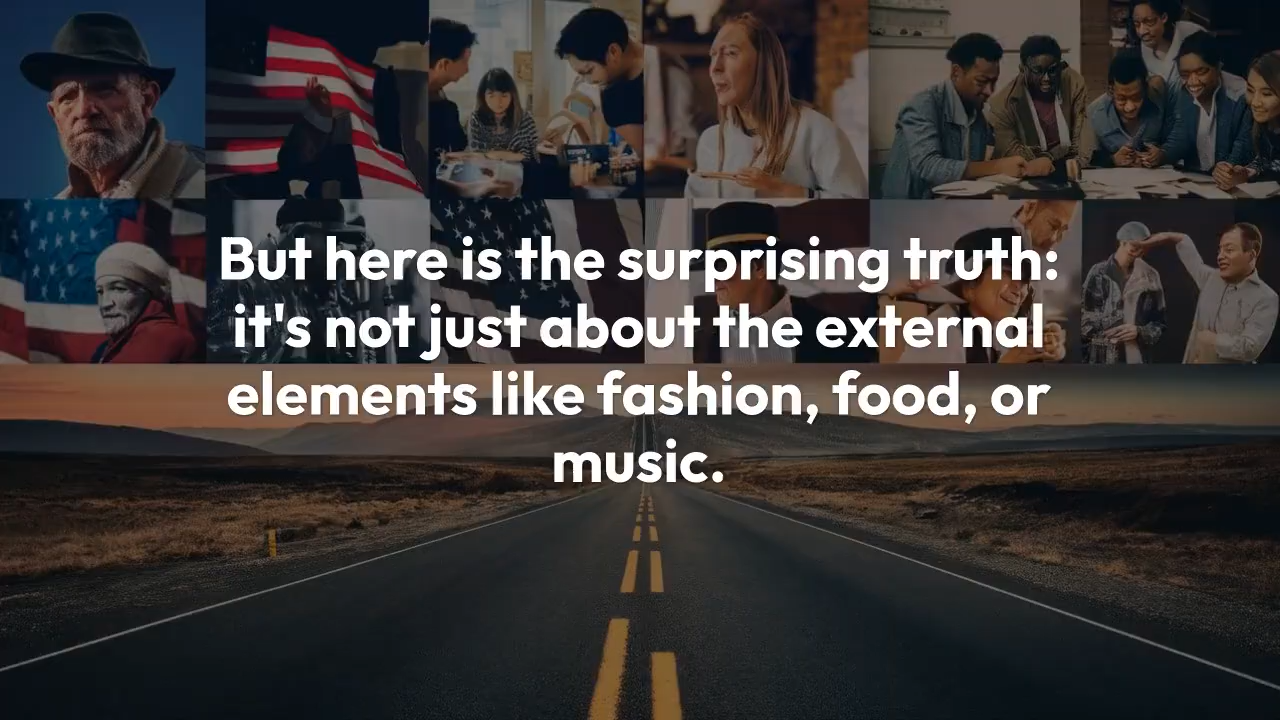 But here is the surprising truth:
it's not just about the external
elements like fashion, food, or
music.